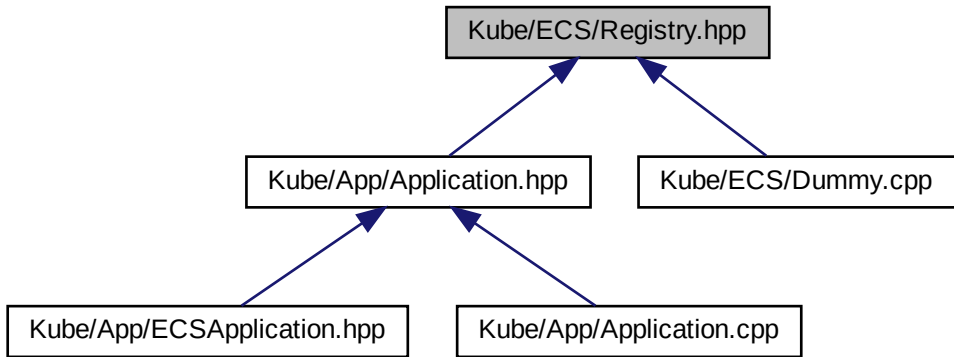 Kube/ECS/Registry.hpp
Kube/App/Application.hpp
Kube/ECS/Dummy.cpp
Kube/App/ECSApplication.hpp
Kube/App/Application.cpp